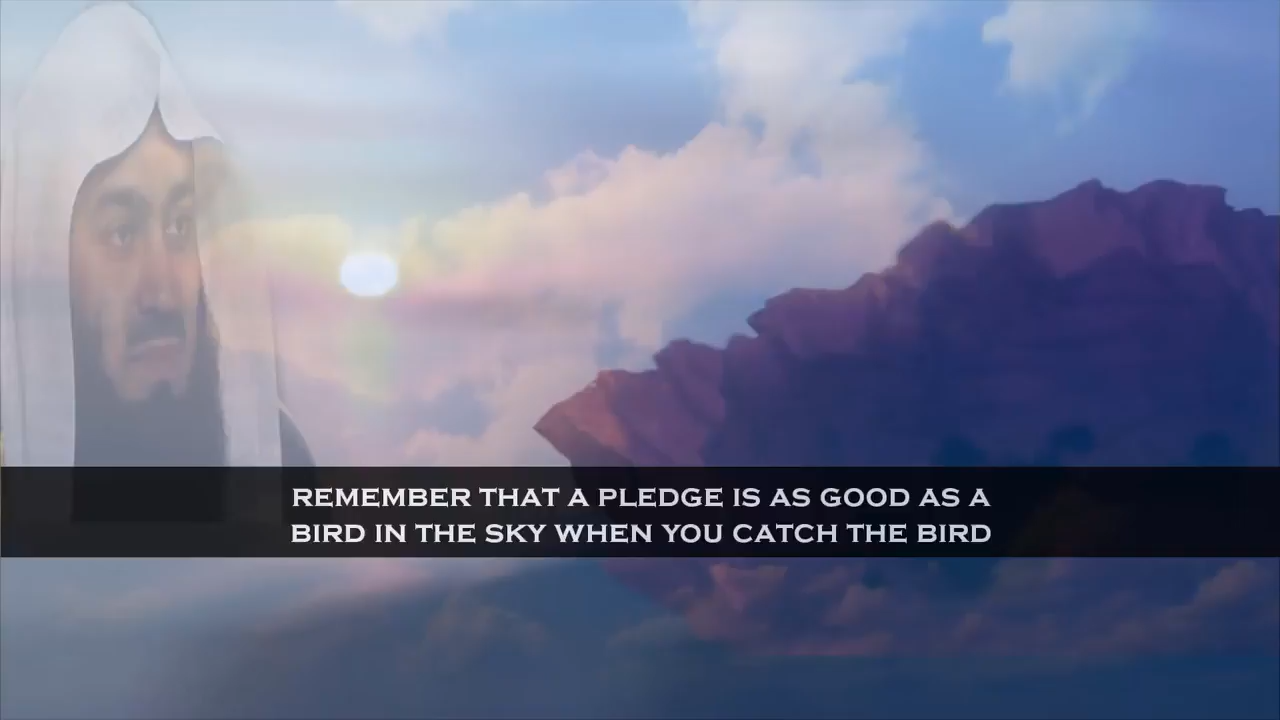 REMEMBER THAT A PLEDGE IS AS GOOD AS A
BIRD IN THE SKY WHEN YOU CATCH THE BIRD